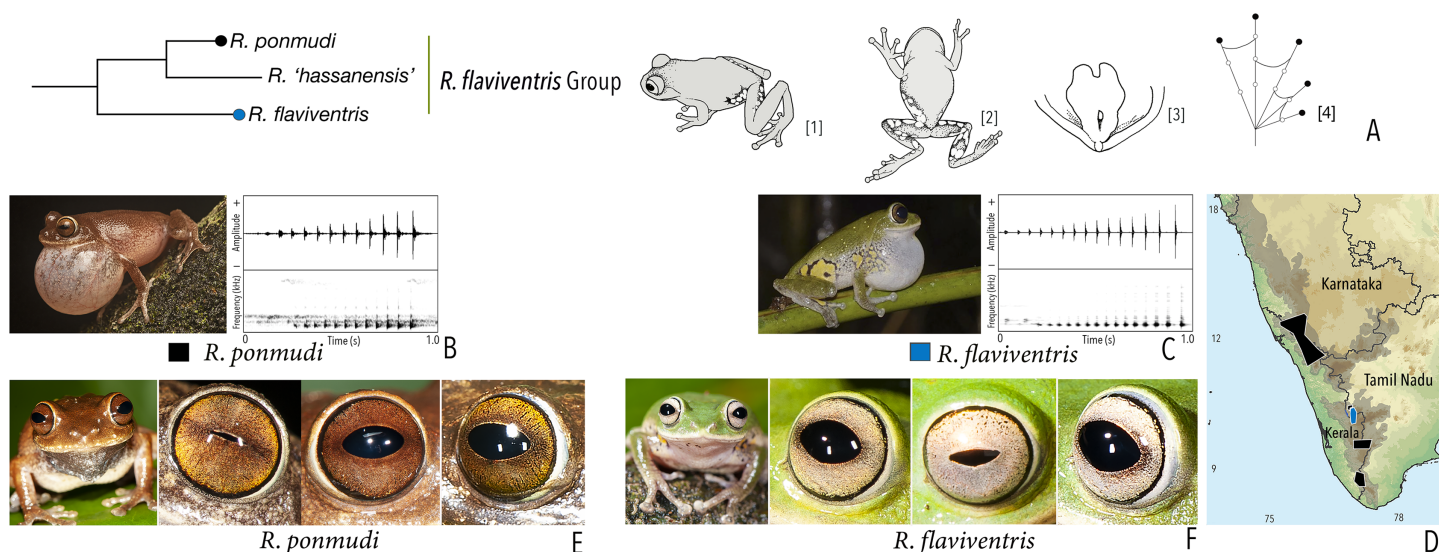 R. ponmudi
R. 'hassanensis'
R. flaviventris
R. flaviventris Group
[1]
[2]
[3]
[4]
A
Amplitude
+
–
Frequency (kHz)
0
Time (s)
1.0
B
R. ponmudi
Amplitude
+
–
Frequency (kHz)
0
Time (s)
1.0
C
R. flaviventris
18
12
9
75
78
Karnataka
Tamil Nadu
Kerala
D
R. ponmudi
E
R. flaviventris
F